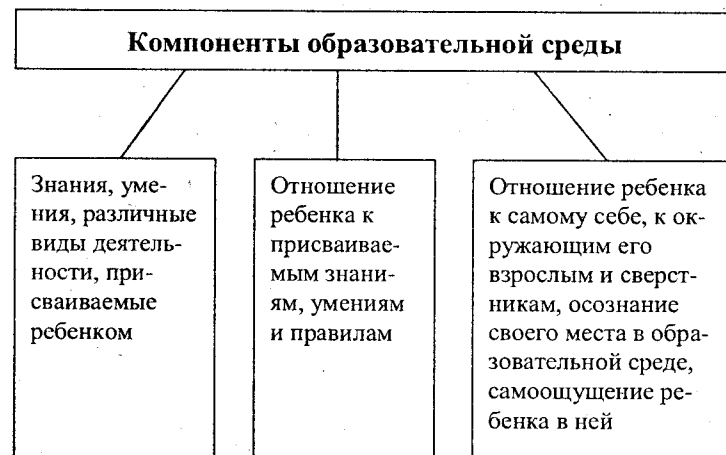 Компоненты образовательной среды
Знания, уме-
ния, различные
виды деятель-
ности, при-
сваиваемые
ребенком
Отношение
ребенка к
присваивае-
мым знани-
ям, умениям
и правилам
Отношение ребенка
к самому себе, к ок-
ружающим его
взрослым и сверст-
никам, осознание
своего места в обра-
зовательной среде,
самоощущение ре-
бенка в ней